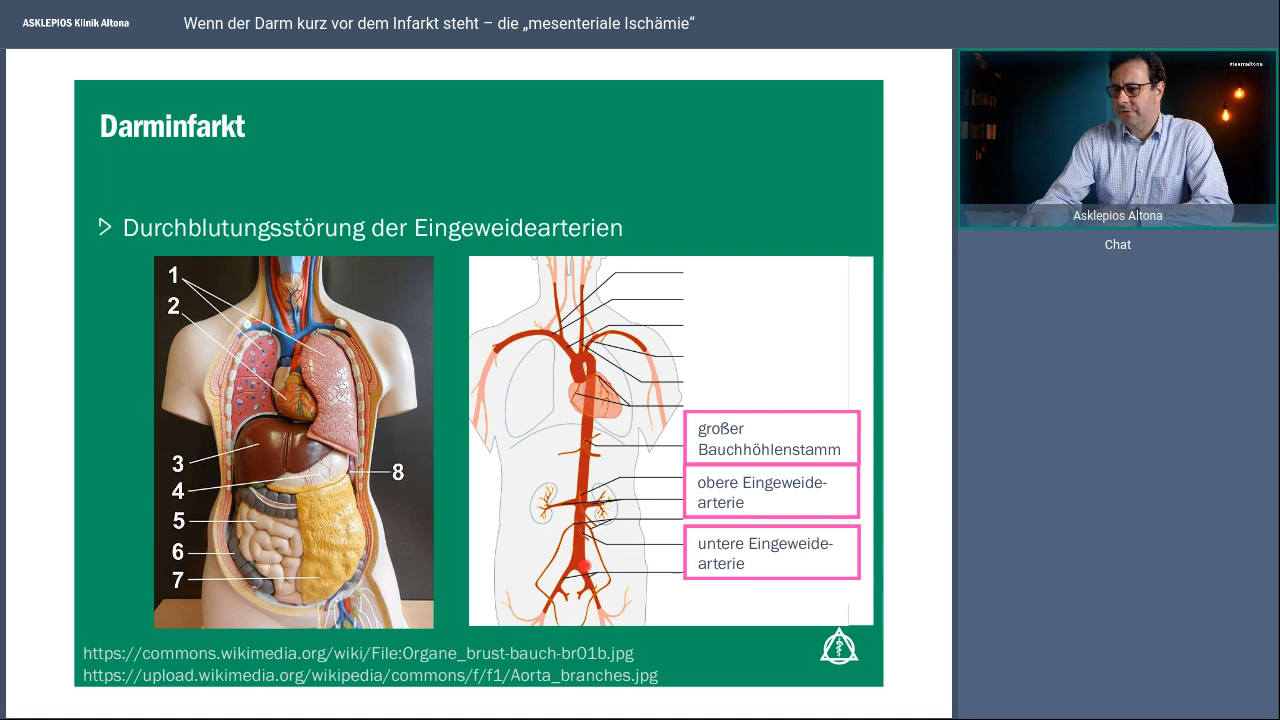 ASKLEPIOS Klinik Altona
Wenn der Darm kurz vor dem Infarkt steht – die „mesenteriale Ischämie“
#teamaltona
Asklepios Altona
Chat
Darminfarkt
Durchblutungsstörung der Eingeweidearterien
1
2
3
4
5
6
7
8
großer
Bauchhöhlenstamm
obere Eingeweide-
arterie
untere Eingeweide-
arterie
https://commons.wikimedia.org/wiki/File:Organe_brust-bauch-br01b.jpg
https://upload.wikimedia.org/wikipedia/commons/f/f1/Aorta_branches.jpg